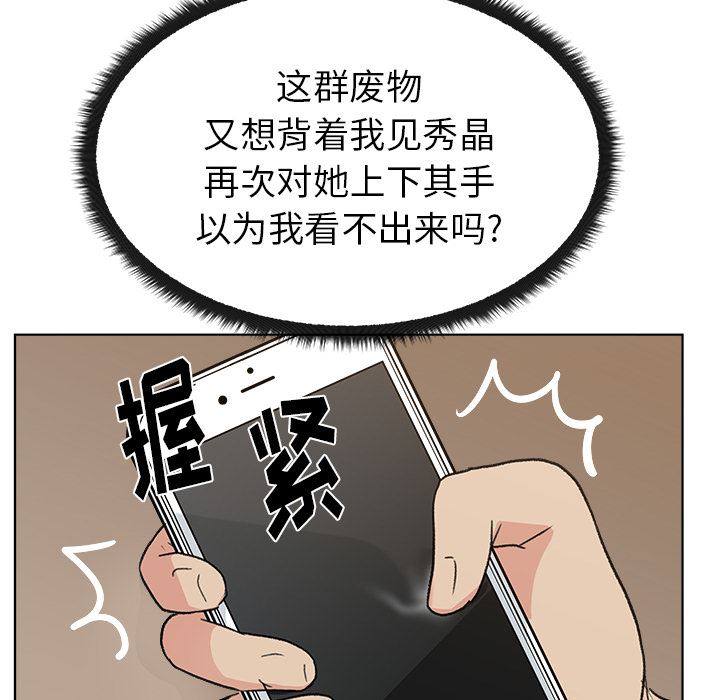 这群废物
又想背着我见秀晶
再次对她上下其手
以为我看不出来吗?
握紧